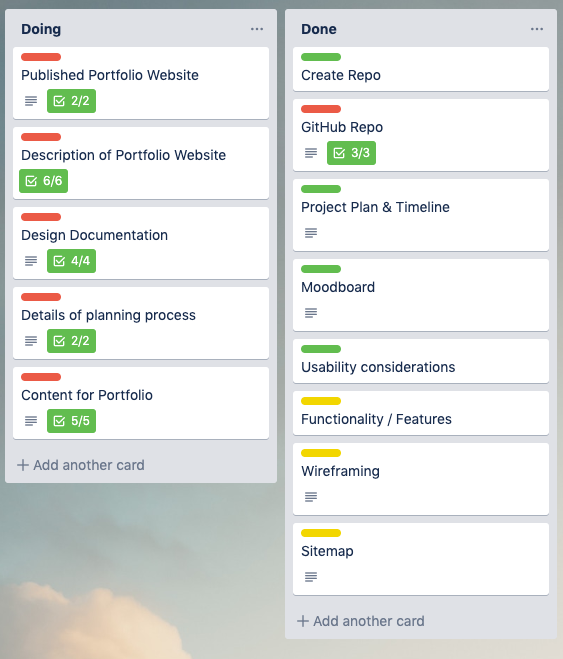 Doing
Published Portfolio Website
2/2
Description of Portfolio Website
6/6
Design Documentation
4/4
Details of planning process
2/2
Content for Portfolio
5/5
+ Add another card
Done
Create Repo
GitHub Repo
3/3
Project Plan & Timeline
Moodboard
Usability considerations
Functionality / Features
Wireframing
Sitemap
+ Add another card